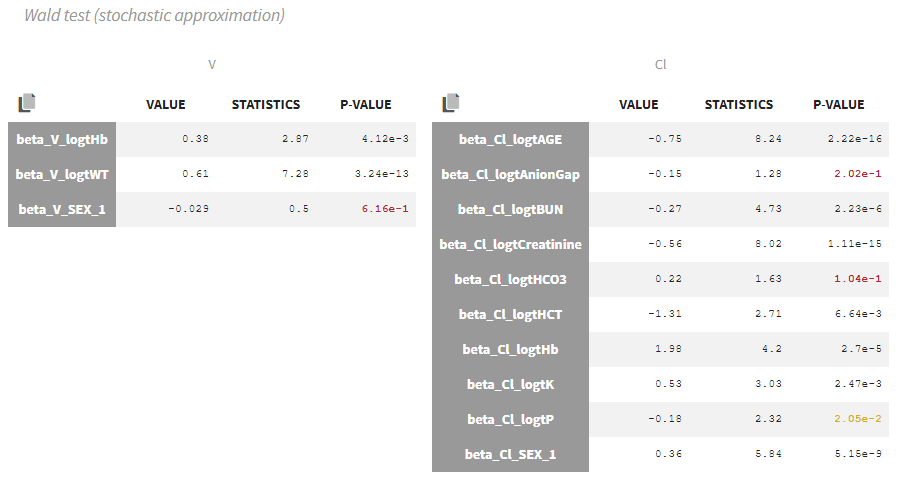 Wald test (stochastic approximation)
V
VALUE STATISTICS P-VALUE
beta_V_logtHb 0.38 2.87 4.12e-3
beta_V_logtWT 0.61 7.28 3.24e-13
beta_V_SEX_1 -0.029 0.5 6.16e-1
Cl
VALUE STATISTICS P-VALUE
beta_Cl_logtAGE -0.75 8.24 2.22e-16
beta_Cl_logtAnionGap -0.15 1.28 2.02e-1
beta_Cl_logtBUN -0.27 4.73 2.23e-6
beta_Cl_logtCreatinine -0.56 8.02 1.11e-15
beta_Cl_logtHCO3 0.22 1.63 1.04e-1
beta_Cl_logtHCT -1.31 2.71 6.64e-3
beta_Cl_logtHb 1.98 4.2 2.7e-5
beta_Cl_logtK 0.53 3.03 2.47e-3
beta_Cl_logtP -0.18 2.32 2.05e-2
beta_Cl_SEX_1 0.36 5.84 5.15e-9